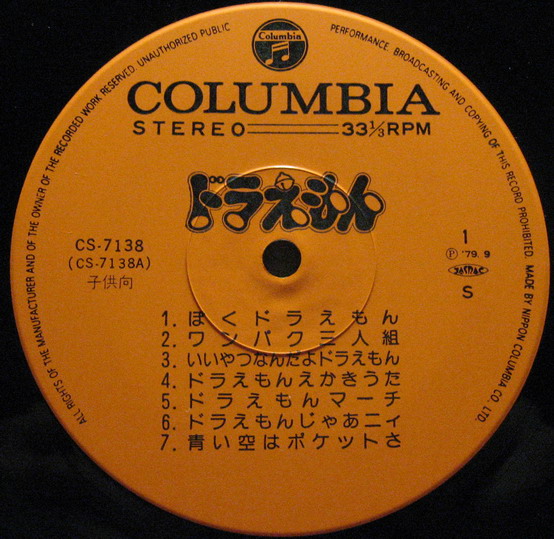 ALL RIGHTS OF THE MANUFACTURER AND OF THE OWNER OF THE RECORDED WORK RESERVED. UNAUTHORIZED PUBLIC PERFORMANCE, BROADCASTING AND COPYING OF THIS RECORD PROHIBITED. MADE BY NIPPON COLUMBIA CO., LTD.
Columbia
COLUMBIA
STEREO 33⅓RPM
ドラえもん
CS-7138
(CS-7138A)
子供向
1
Ⓟ '79. 9
JASRAC
S
1. ぼくドラえもん
2. ワンパク三人組
3. いいやつなんだよドラえもん
4. ドラえもんえかきうた
5. ドラえもんマーチ
6. ドラえもんじゃあニィ
7. 青い空はポケットさ